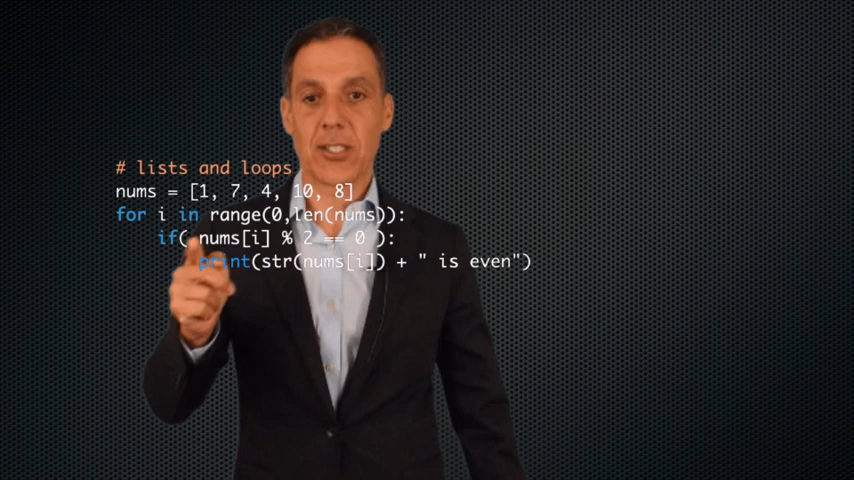 # lists and loops
nums = [1, 7, 4, 10, 8]
for i in range(0,len(nums)):
if( nums[i] % 2 == 0 ):
print(str(nums[i]) + " is even")